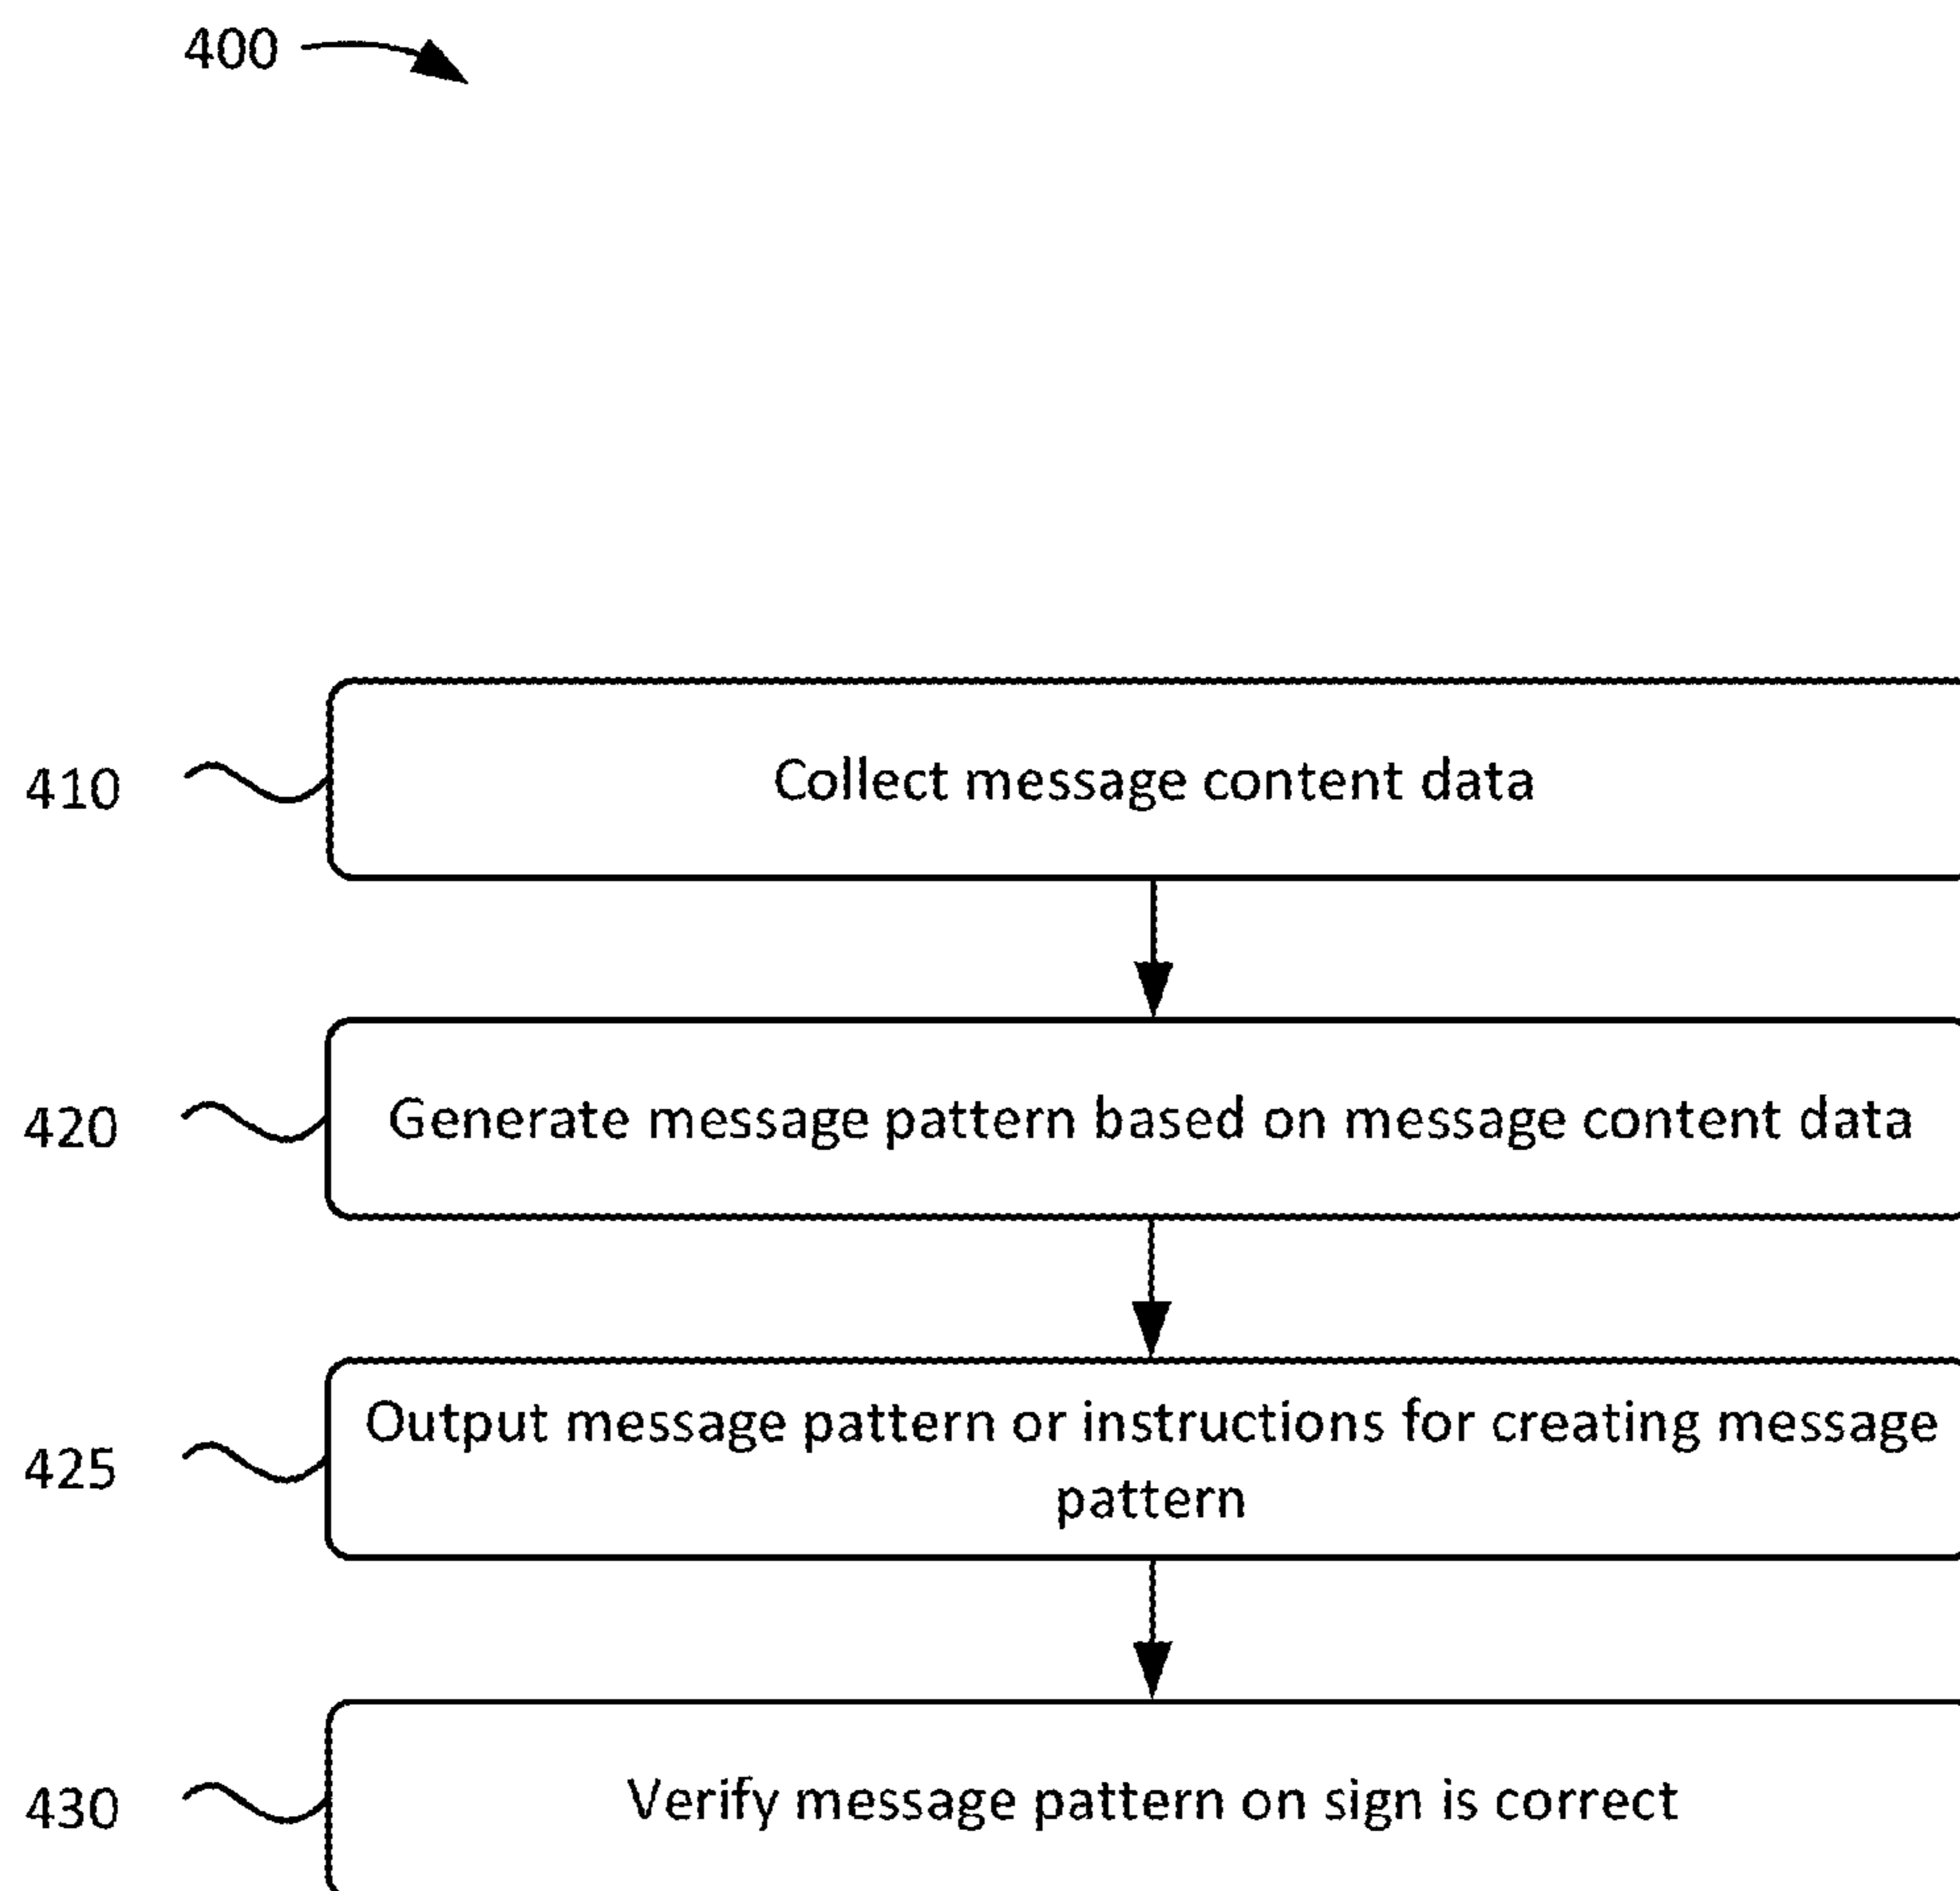 400
410
Collect message content data
420
Generate message pattern based on message content data
425
Output message pattern or instructions for creating message
pattern
430
Verify message pattern on sign is correct